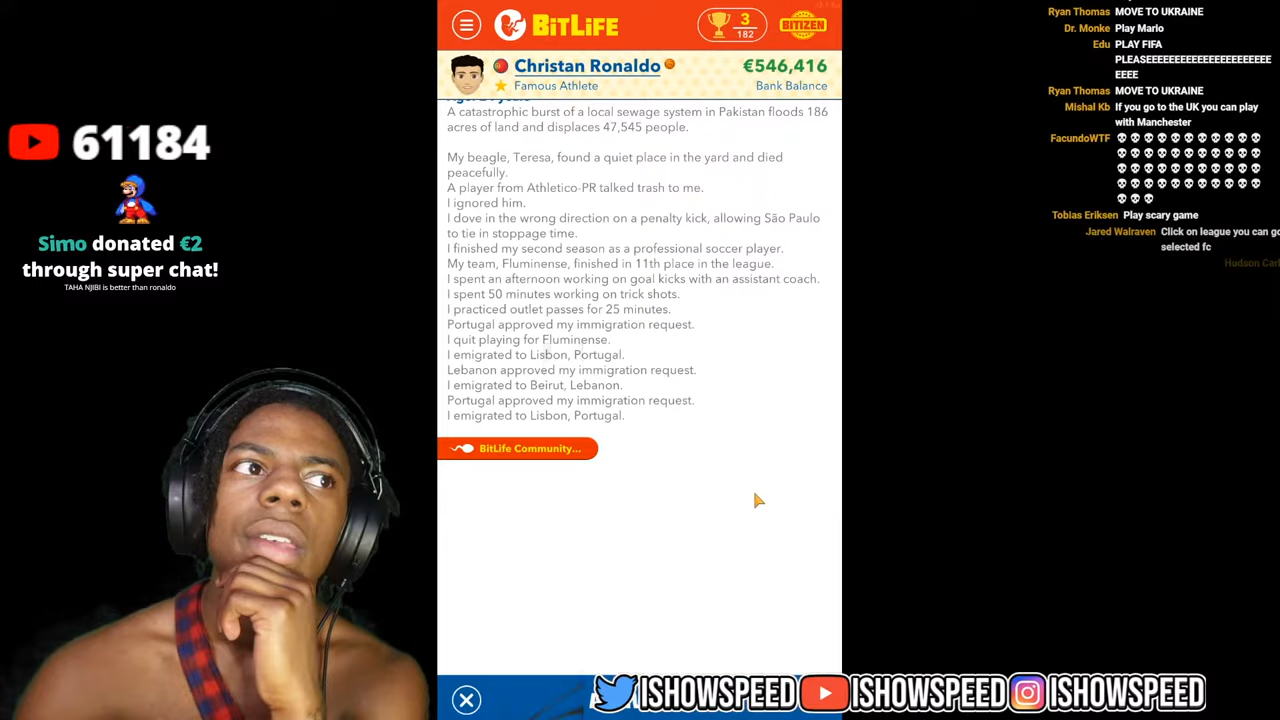 61184
Simo donated €2
through super chat!
TAHA NJIBI is better than ronaldo
BITLIFE
3
182
BITIZEN
Christan Ronaldo
€546,416
Famous Athlete
Bank Balance
A catastrophic burst of a local sewage system in Pakistan floods 186
acres of land and displaces 47,545 people.
My beagle, Teresa, found a quiet place in the yard and died
peacefully.
A player from Athletico-PR talked trash to me.
I ignored him.
I dove in the wrong direction on a penalty kick, allowing São Paulo
to tie in stoppage time.
I finished my second season as a professional soccer player.
My team, Fluminense, finished in 11th place in the league.
I spent an afternoon working on goal kicks with an assistant coach.
I spent 50 minutes working on trick shots.
I practiced outlet passes for 25 minutes.
Portugal approved my immigration request.
I quit playing for Fluminense.
I emigrated to Lisbon, Portugal.
Lebanon approved my immigration request.
I emigrated to Beirut, Lebanon.
Portugal approved my immigration request.
I emigrated to Lisbon, Portugal.
BitLife Community...
Ryan Thomas MOVE TO UKRAINE
Dr. Monke Play Mario
Edu PLAY FIFA
PLEASEEEEEEEEEEEEEEEEEEEEE
EEEE
Ryan Thomas MOVE TO UKRAINE
Mishal Kb If you go to the UK you can play
with Manchester
FacundoWTF 💀💀💀💀💀💀💀💀💀💀
💀💀💀💀💀💀💀💀💀💀💀💀
💀💀💀💀💀💀💀💀💀💀💀💀
💀💀💀💀💀💀💀💀💀💀💀💀
💀💀💀
Tobias Eriksen Play scary game
Jared Walraven Click on league you can go
selected fc
Hudson
ISHOWSPEED ISHOWSPEED ISHOWSPEED